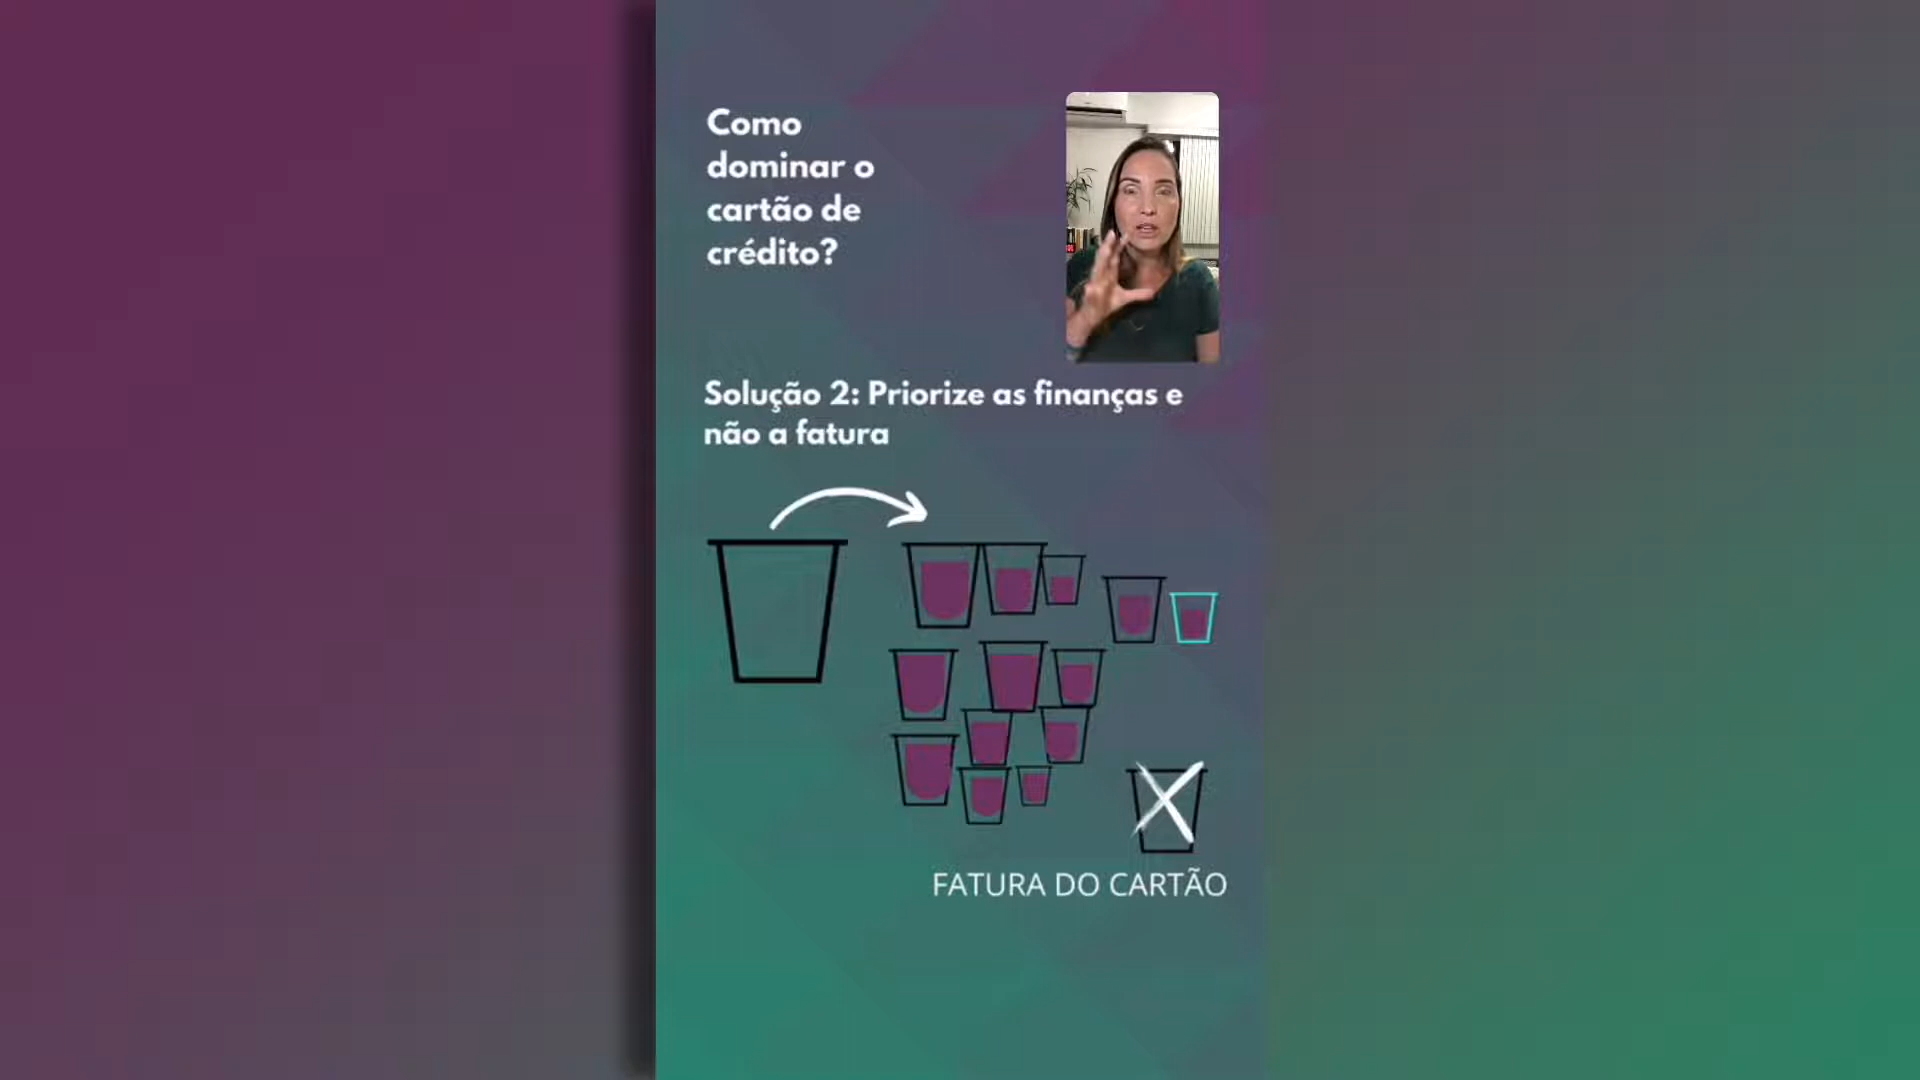 Como
dominar o
cartão de
crédito?
Solução 2: Priorize as finanças e
não a fatura
FATURA DO CARTÃO